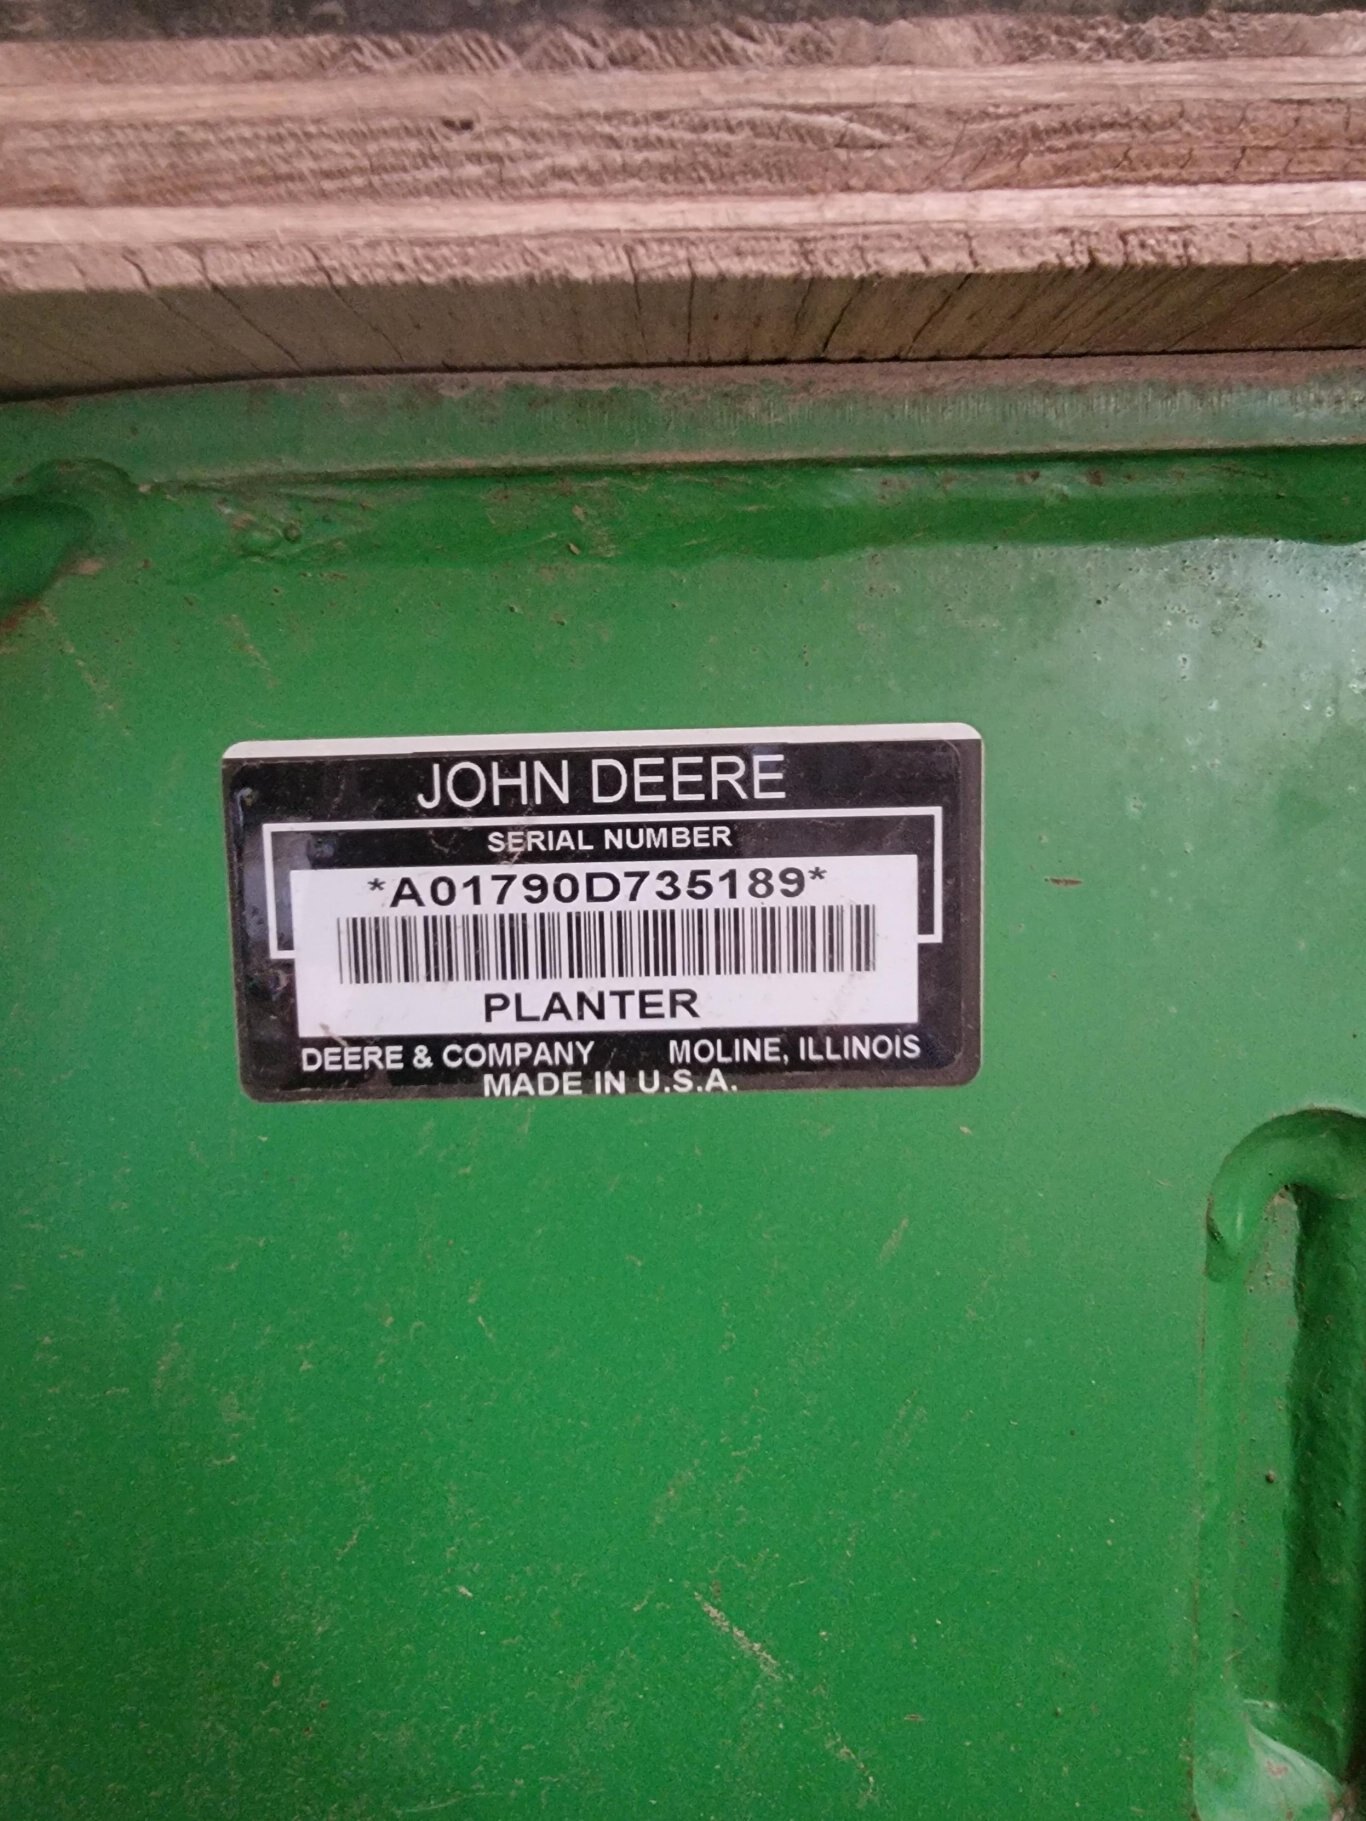 JOHN DEERE
SERIAL NUMBER
*A01790D735189*
PLANTER
DEERE & COMPANY MOLINE, ILLINOIS
MADE IN U.S.A.